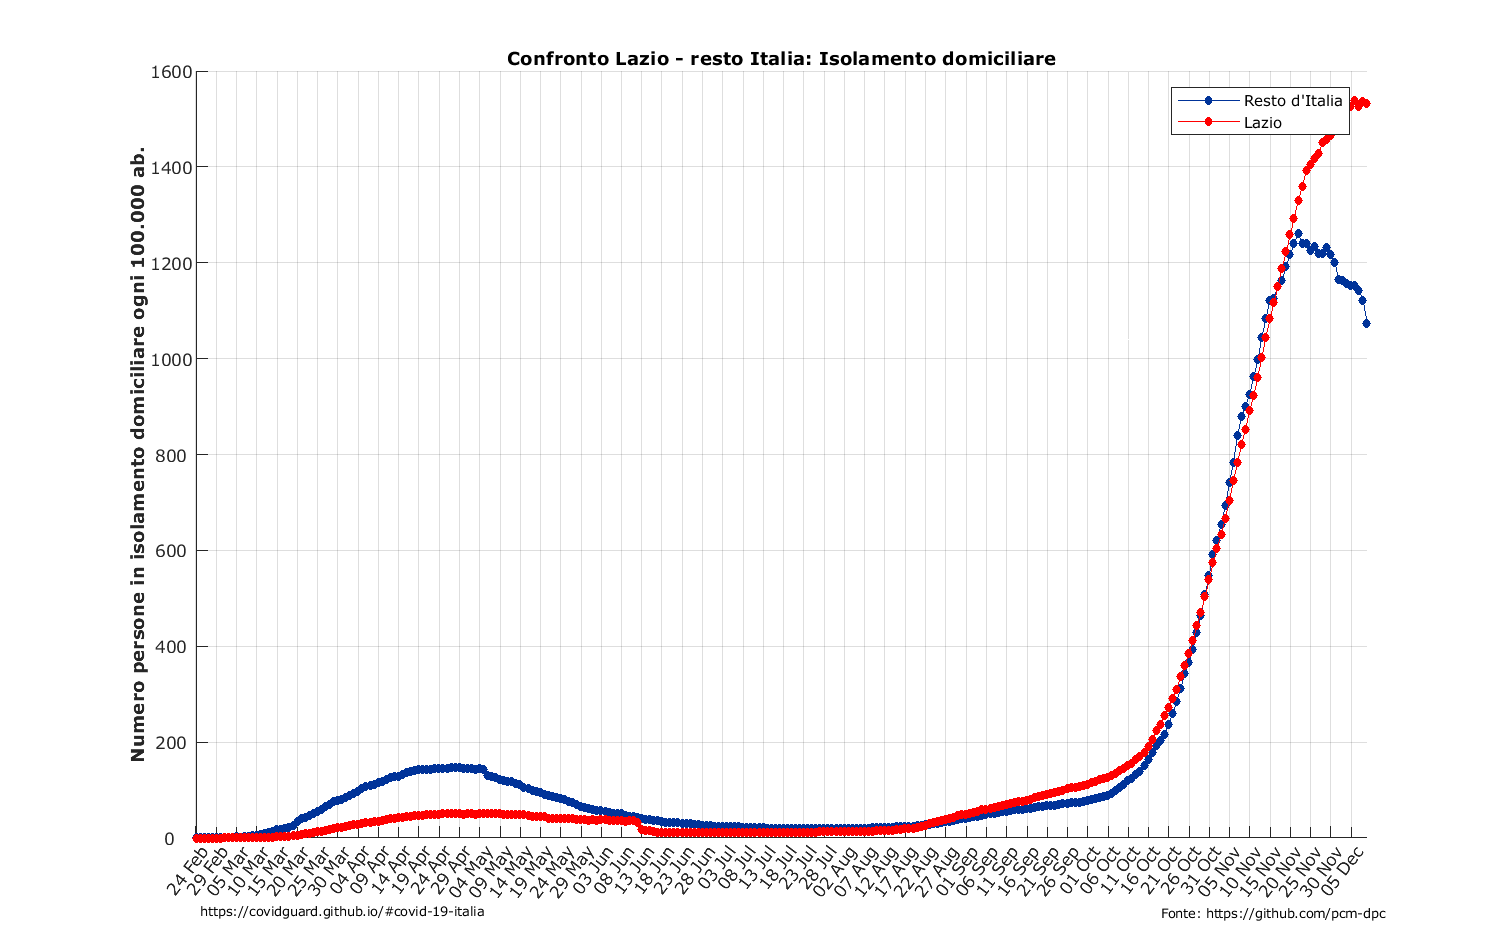 Confronto Lazio - resto Italia: Isolamento domiciliare
Numero persone in isolamento domiciliare ogni 100.000 ab.
1600
1400
1200
1000
800
600
400
200
0
Resto d'Italia
Lazio
24 Feb
29 Feb
05 Mar
10 Mar
15 Mar
20 Mar
25 Mar
30 Mar
04 Apr
09 Apr
14 Apr
19 Apr
24 Apr
29 Apr
04 May
09 May
14 May
19 May
24 May
29 May
03 Jun
08 Jun
13 Jun
18 Jun
23 Jun
28 Jun
03 Jul
08 Jul
13 Jul
18 Jul
23 Jul
28 Jul
02 Aug
07 Aug
12 Aug
17 Aug
22 Aug
27 Aug
01 Sep
06 Sep
11 Sep
16 Sep
21 Sep
26 Sep
01 Oct
06 Oct
11 Oct
16 Oct
21 Oct
26 Oct
31 Oct
05 Nov
10 Nov
15 Nov
20 Nov
25 Nov
30 Nov
05 Dec
https://covidguard.github.io/#covid-19-italia
Fonte: https://github.com/pcm-dpc